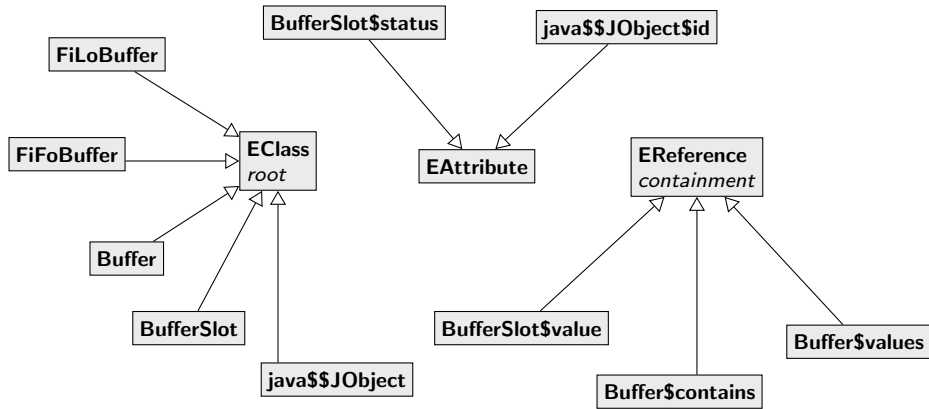 BufferSlot$status
java$$JObject$id
FiLoBuffer
FiFoBuffer
EClass
root
EAttribute
EReference
containment
Buffer
BufferSlot
BufferSlot$value
Buffer$values
java$$JObject
Buffer$contains